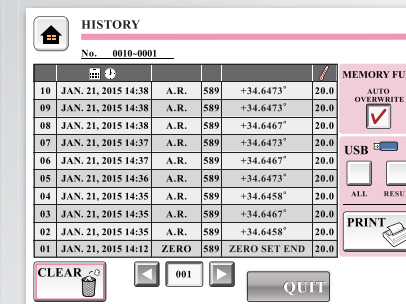 HISTORY
No. 0010~0001
10 JAN. 21, 2015 14:38 A.R. 589 +34.6473° 20.0
09 JAN. 21, 2015 14:38 A.R. 589 +34.6473° 20.0
08 JAN. 21, 2015 14:38 A.R. 589 +34.6467° 20.0
07 JAN. 21, 2015 14:37 A.R. 589 +34.6473° 20.0
06 JAN. 21, 2015 14:37 A.R. 589 +34.6467° 20.0
05 JAN. 21, 2015 14:36 A.R. 589 +34.6473° 20.0
04 JAN. 21, 2015 14:35 A.R. 589 +34.6458° 20.0
03 JAN. 21, 2015 14:35 A.R. 589 +34.6467° 20.0
02 JAN. 21, 2015 14:35 A.R. 589 +34.6458° 20.0
01 JAN. 21, 2015 14:12 ZERO 589 ZERO SET END 20.0
MEMORY FU
AUTO
OVERWRITE
USB
ALL RESU
PRINT
CLEAR
001
QUIT